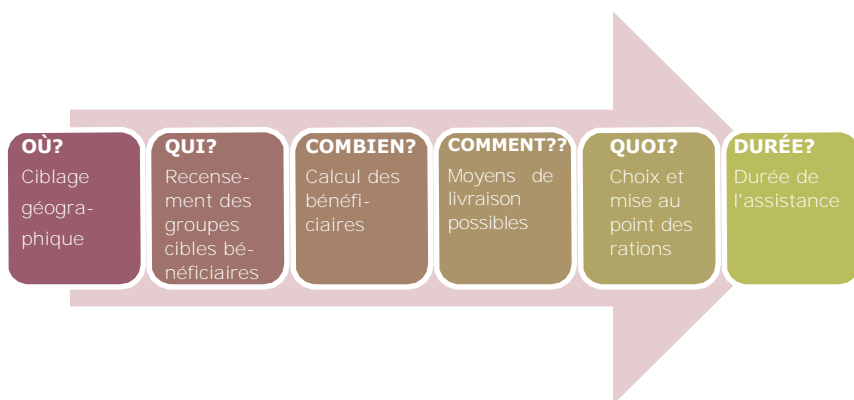 OÙ?
Ciblage
géogra-
phique
QUI?
Recense-
ment des
groupes
cibles bé-
néficiaires
COMBIEN?
Calcul des
bénéfi-
ciaires
COMMENT??
Moyens de
livraison
possibles
QUOI?
Choix et
mise au
point des
rations
DURÉE?
Durée de
l'assistance